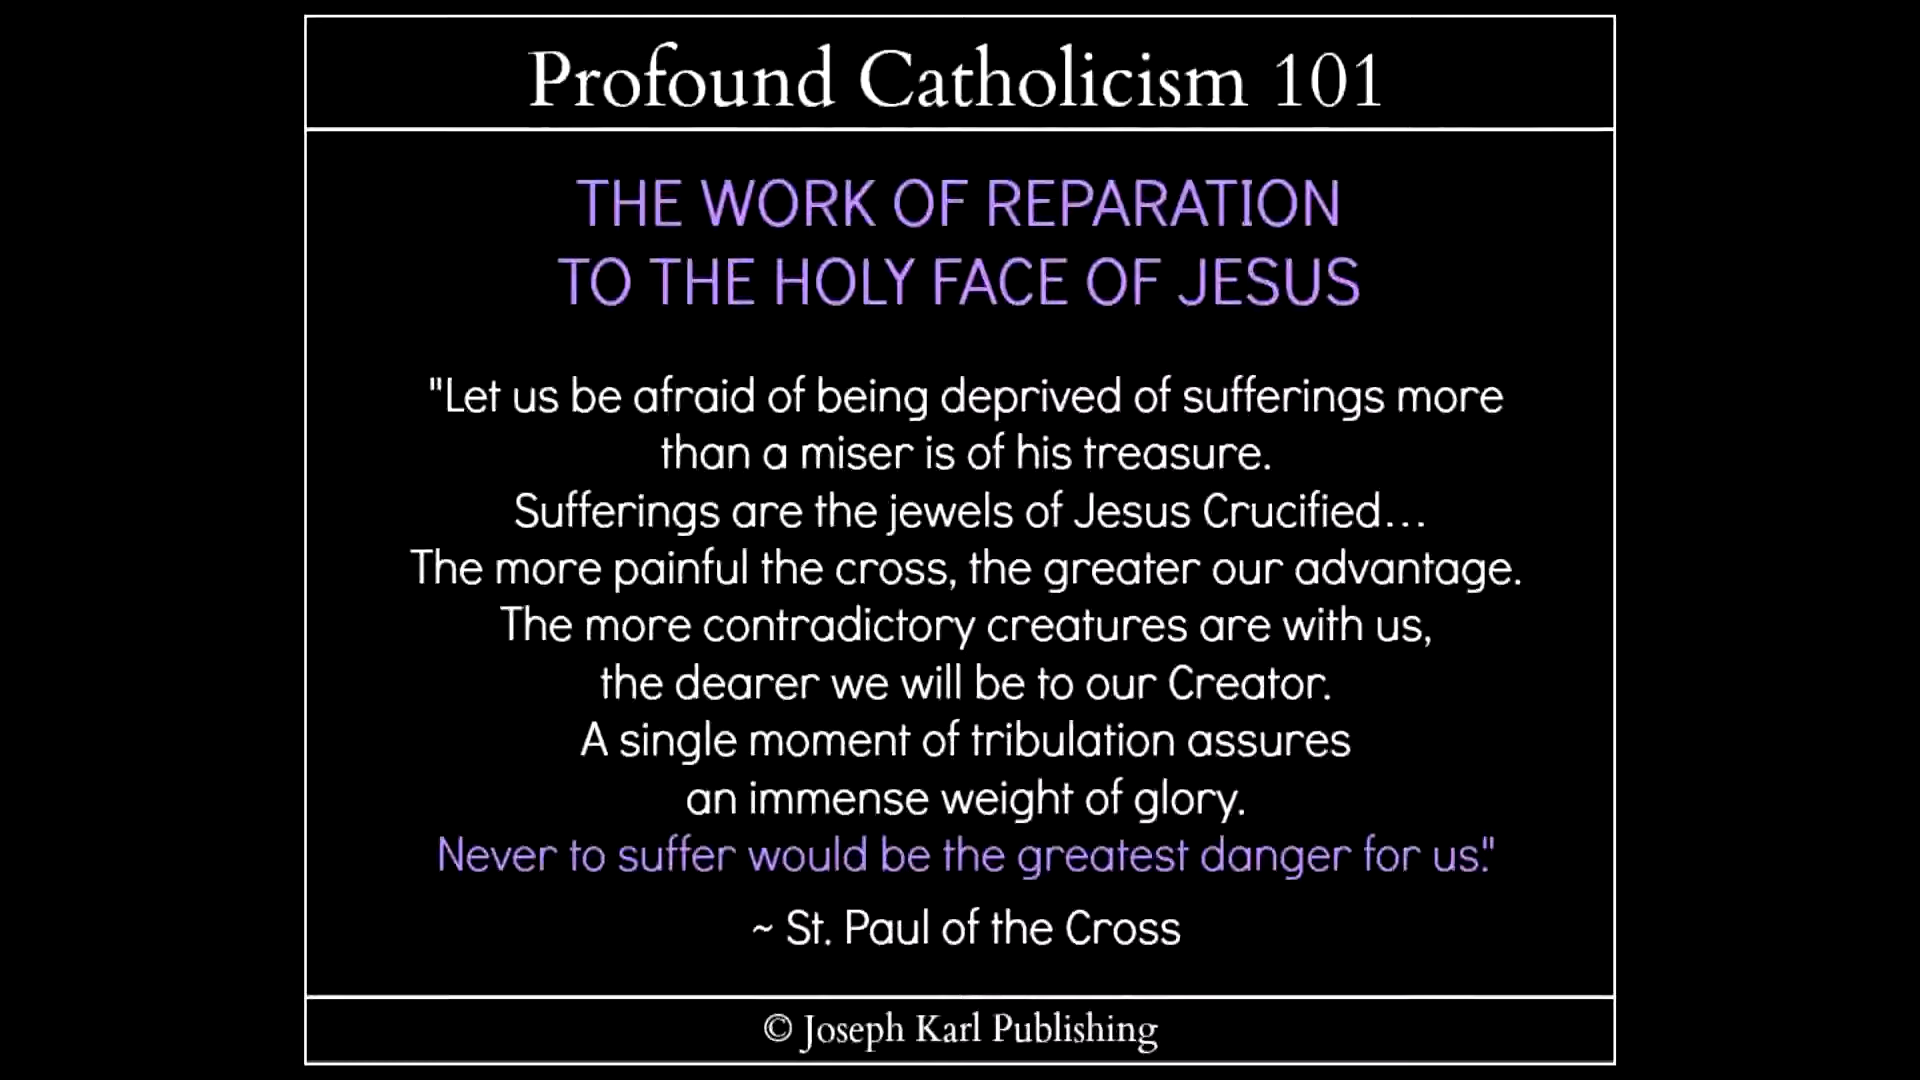 Profound Catholicism 101
THE WORK OF REPARATION
TO THE HOLY FACE OF JESUS
"Let us be afraid of being deprived of sufferings more
than a miser is of his treasure.
Sufferings are the jewels of Jesus Crucified...
The more painful the cross, the greater our advantage.
The more contradictory creatures are with us,
the dearer we will be to our Creator.
A single moment of tribulation assures
an immense weight of glory.
Never to suffer would be the greatest danger for us."
~ St. Paul of the Cross
© Joseph Karl Publishing